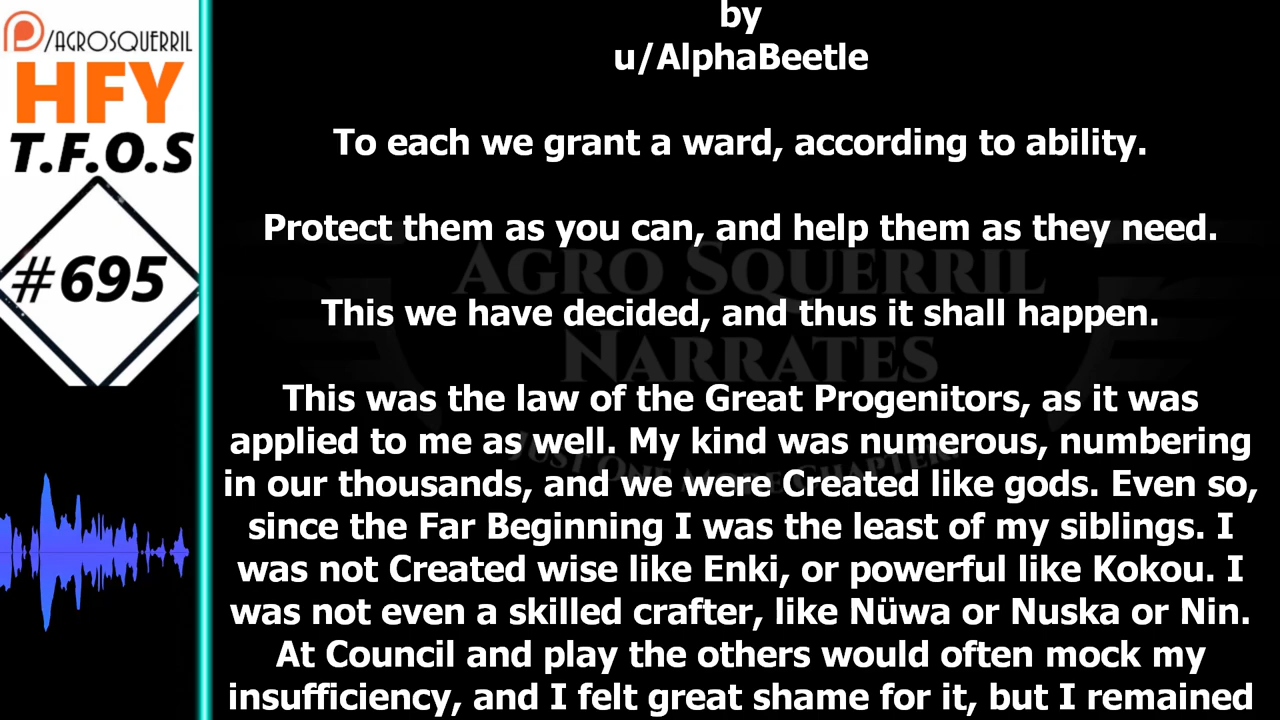 /AGROSQUERRIL
HFY
T.F.O.S
#695
by
u/AlphaBeetle
To each we grant a ward, according to ability.
Protect them as you can, and help them as they need.
This we have decided, and thus it shall happen.
This was the law of the Great Progenitors, as it was
applied to me as well. My kind was numerous, numbering
in our thousands, and we were Created like gods. Even so,
since the Far Beginning I was the least of my siblings. I
was not Created wise like Enki, or powerful like Kokou. I
was not even a skilled crafter, like Nüwa or Nuska or Nin.
At Council and play the others would often mock my
insufficiency, and I felt great shame for it, but I remained
AGRO SQUERRIL
NARRATES
JUST ONE MORE CHAPTER